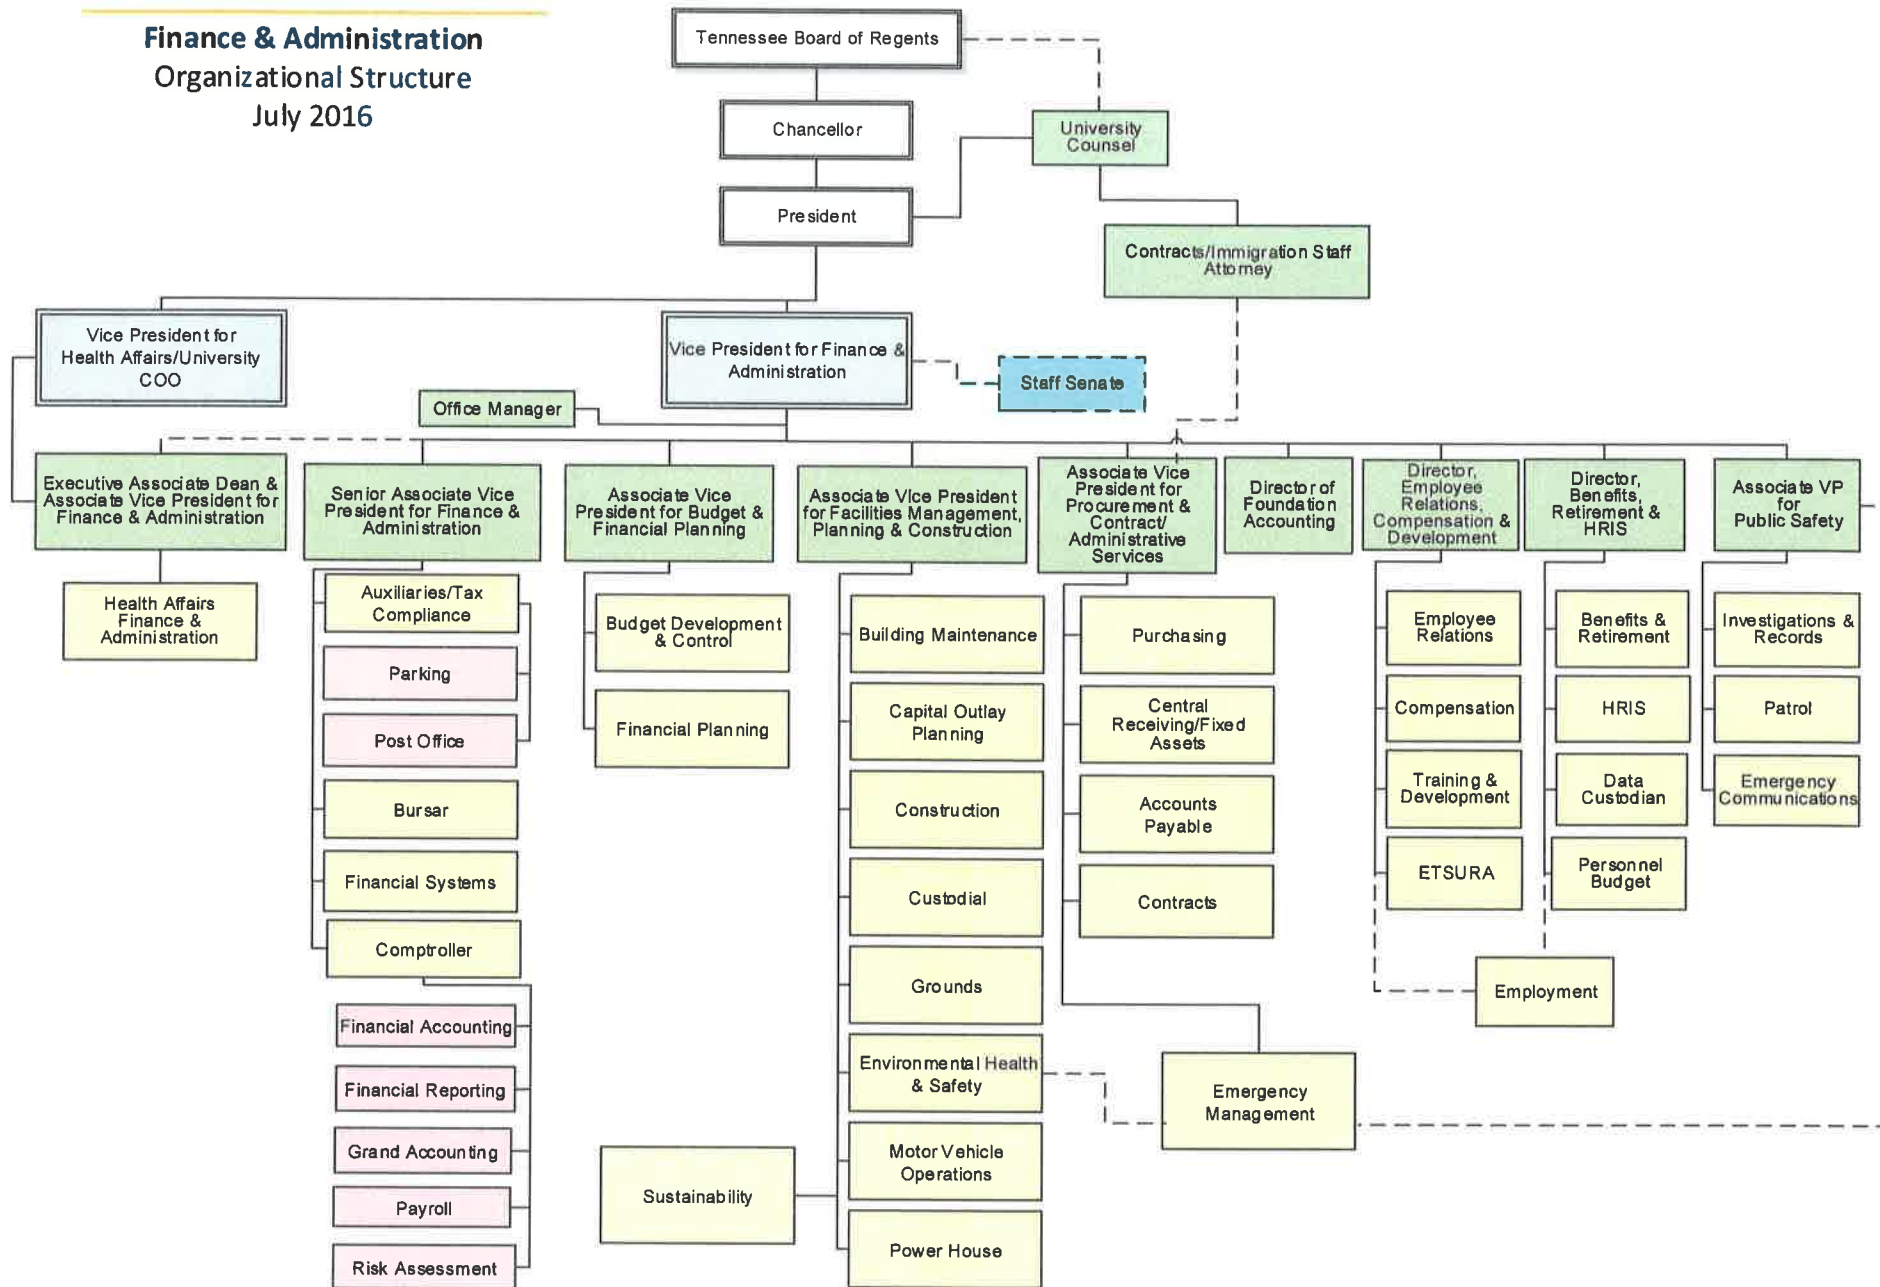 Finance & Administration
Organizational Structure
July 2016
Tennessee Board of Regents
Chancellor
University
Counsel
President
Contracts/Immigration Staff
Attorney
Vice President for
Health Affairs/University
COO
Vice President for Finance &
Administration
Staff Senate
Office Manager
Executive Associate Dean &
Associate Vice President for
Finance & Administration
Senior Associate Vice
President for Finance &
Administration
Associate Vice
President for Budget &
Financial Planning
Associate Vice President
for Facilities Management,
Planning & Construction
Associate Vice
President for
Procurement &
Contract/
Administrative
Services
Director of
Foundation
Accounting
Director,
Employee
Relations,
Compensation &
Development
Director,
Benefits,
Retirement &
HRIS
Associate VP
for
Public Safety
Health Affairs
Finance &
Administration
Auxiliaries/Tax
Compliance
Parking
Post Office
Bursar
Financial Systems
Comptroller
Financial Accounting
Financial Reporting
Grand Accounting
Payroll
Risk Assessment
Budget Development
& Control
Financial Planning
Building Maintenance
Capital Outlay
Planning
Construction
Custodial
Grounds
Environmental Health
& Safety
Motor Vehicle
Operations
Power House
Sustainability
Purchasing
Central
Receiving/Fixed
Assets
Accounts
Payable
Contracts
Emergency
Management
Employee
Relations
Compensation
Training &
Development
ETSURA
Benefits &
Retirement
HRIS
Data
Custodian
Personnel
Budget
Employment
Investigations &
Records
Patrol
Emergency
Communications